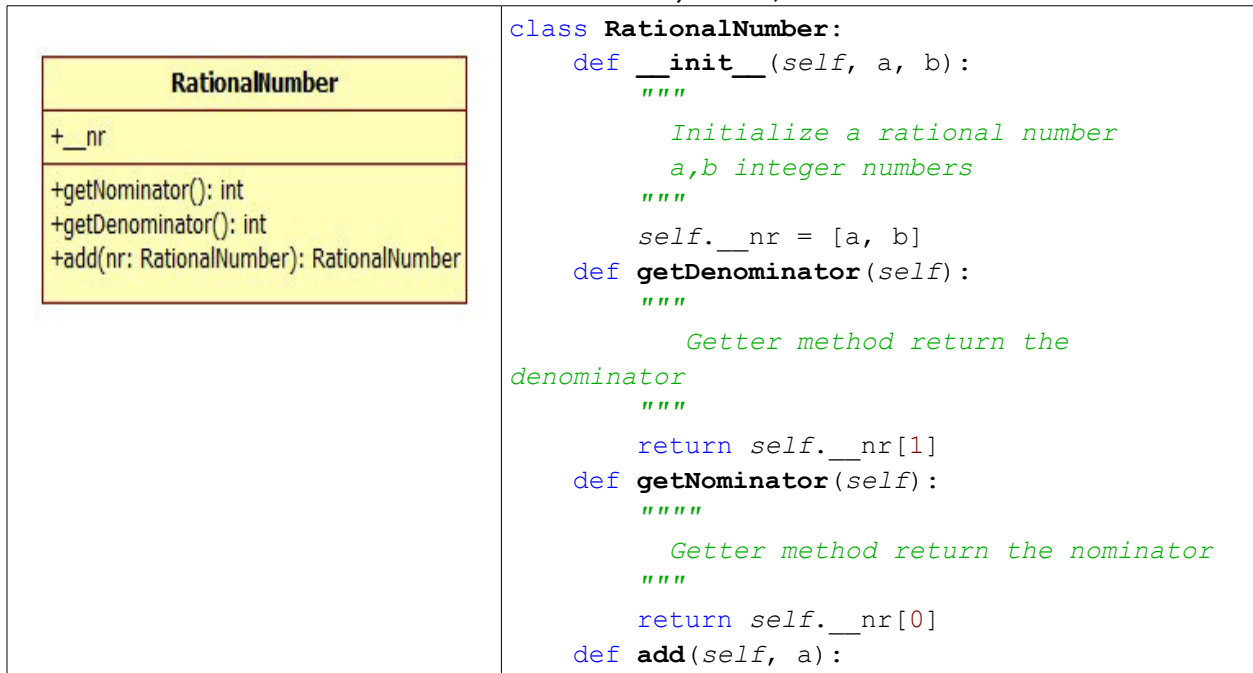 RationalNumber
+__nr
+getNominator(): int
+getDenominator(): int
+add(nr: RationalNumber): RationalNumber
class RationalNumber:
    def __init__(self, a, b):
        """
          Initialize a rational number
          a,b integer numbers
        """
        self.__nr = [a, b]
    def getDenominator(self):
        """
           Getter method return the
denominator
        """
        return self.__nr[1]
    def getNominator(self):
        """"
          Getter method return the nominator
        """
        return self.__nr[0]
    def add(self, a):